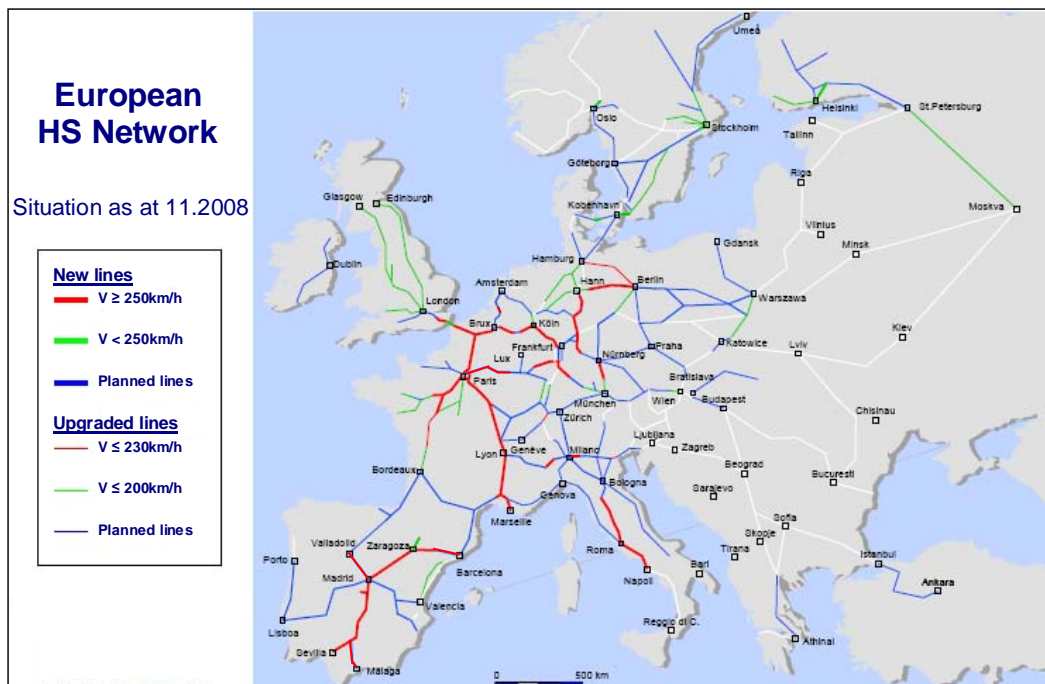 European
HS Network
Situation as at 11.2008
New lines
V ≥ 250km/h
V < 250km/h
Planned lines
Upgraded lines
V ≤ 230km/h
V ≤ 200km/h
Planned lines
Umeå
Oslo
Helsinki
St.Petersburg
Stockholm
Tallinn
Göteborg
Riga
Glasgow
Edinburgh
København
Moskva
Vilnius
Gdansk
Minsk
Dublin
Hamburg
Amsterdam
Hann
Berlin
Warszawa
London
Brux
Köln
Kiev
Frankfurt
Praha
Katowice
Lviv
Lux
Nürnberg
Paris
Bratislava
München
Wien
Budapest
Zürich
Chisinau
Ljubljana
Genève
Milano
Zagreb
Lyon
Bordeaux
Bologna
Beograd
Bucuresti
Genova
Sarajevo
Marseille
Sofia
Valladolid
Zaragoza
Roma
Skopje
Tirana
Istanbul
Porto
Barcelona
Madrid
Napoli
Bari
Ankara
Valencia
Lisboa
Reggio di C.
Athinai
Sevilla
Málaga
0
500 km